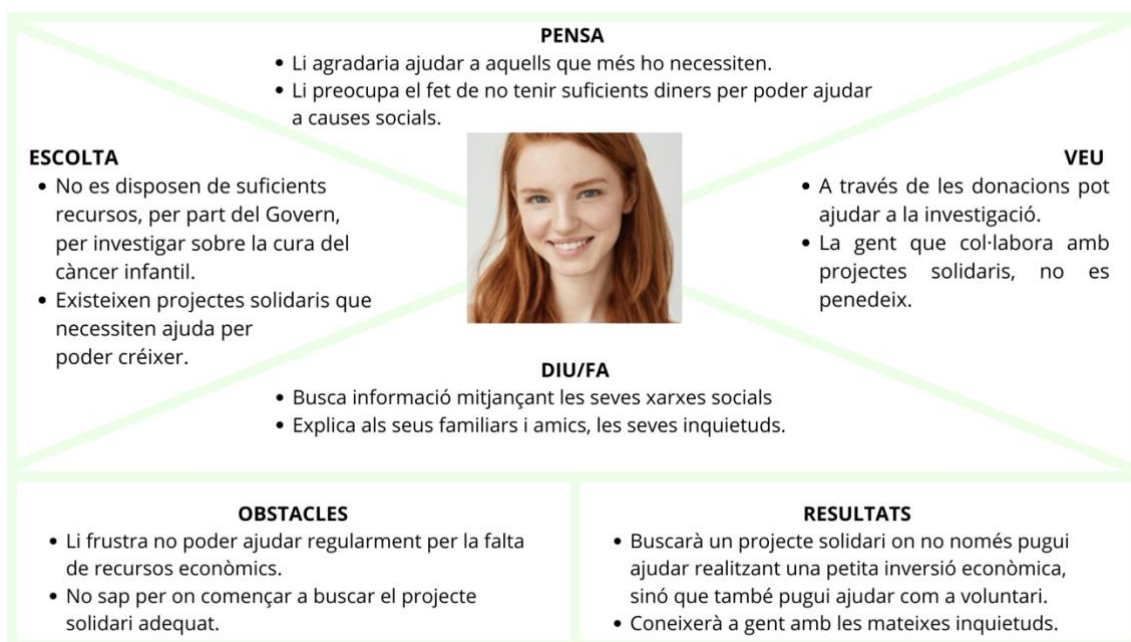 PENSA
• Li agradaria ajudar a aquells que més ho necessiten.
• Li preocupa el fet de no tenir suficients diners per poder ajudar
a causes socials.
ESCOLTA
• No es disposen de suficients
recursos, per part del Govern,
per investigar sobre la cura del
càncer infantil.
• Existeixen projectes solidaris que
necessiten ajuda per
poder créixer.
VEU
• A través de les donacions pot
ajudar a la investigació.
• La gent que col·labora amb
projectes solidaris, no es
penedeix.
DIU/FA
• Busca informació mitjançant les seves xarxes socials
• Explica als seus familiars i amics, les seves inquietuds.
OBSTACLES
• Li frustra no poder ajudar regularment per la falta
de recursos econòmics.
• No sap per on començar a buscar el projecte
solidari adequat.
RESULTATS
• Buscarà un projecte solidari on no només pugui
ajudar realitzant una petita inversió econòmica,
sinó que també pugui ajudar com a voluntari.
• Coneixerà a gent amb les mateixes inquietuds.